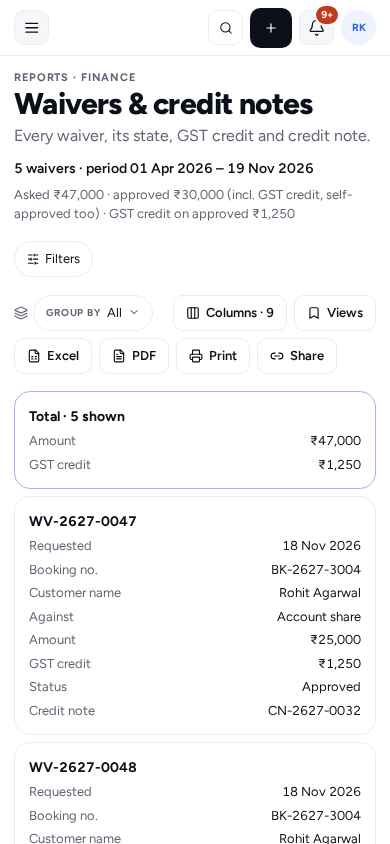 9+
RK
REPORTS · FINANCE
Waivers & credit notes
Every waiver, its state, GST credit and credit note.
5 waivers · period 01 Apr 2026 – 19 Nov 2026
Asked ₹47,000 · approved ₹30,000 (incl. GST credit, self-
approved too) · GST credit on approved ₹1,250
Filters
GROUP BY All
Columns · 9
Views
Excel
PDF
Print
Share
Total · 5 shown
Amount ₹47,000
GST credit ₹1,250
WV-2627-0047
Requested 18 Nov 2026
Booking no. BK-2627-3004
Customer name Rohit Agarwal
Against Account share
Amount ₹25,000
GST credit ₹1,250
Status Approved
Credit note CN-2627-0032
WV-2627-0048
Requested 18 Nov 2026
Booking no. BK-2627-3004
Customer name Rohit Agarwal